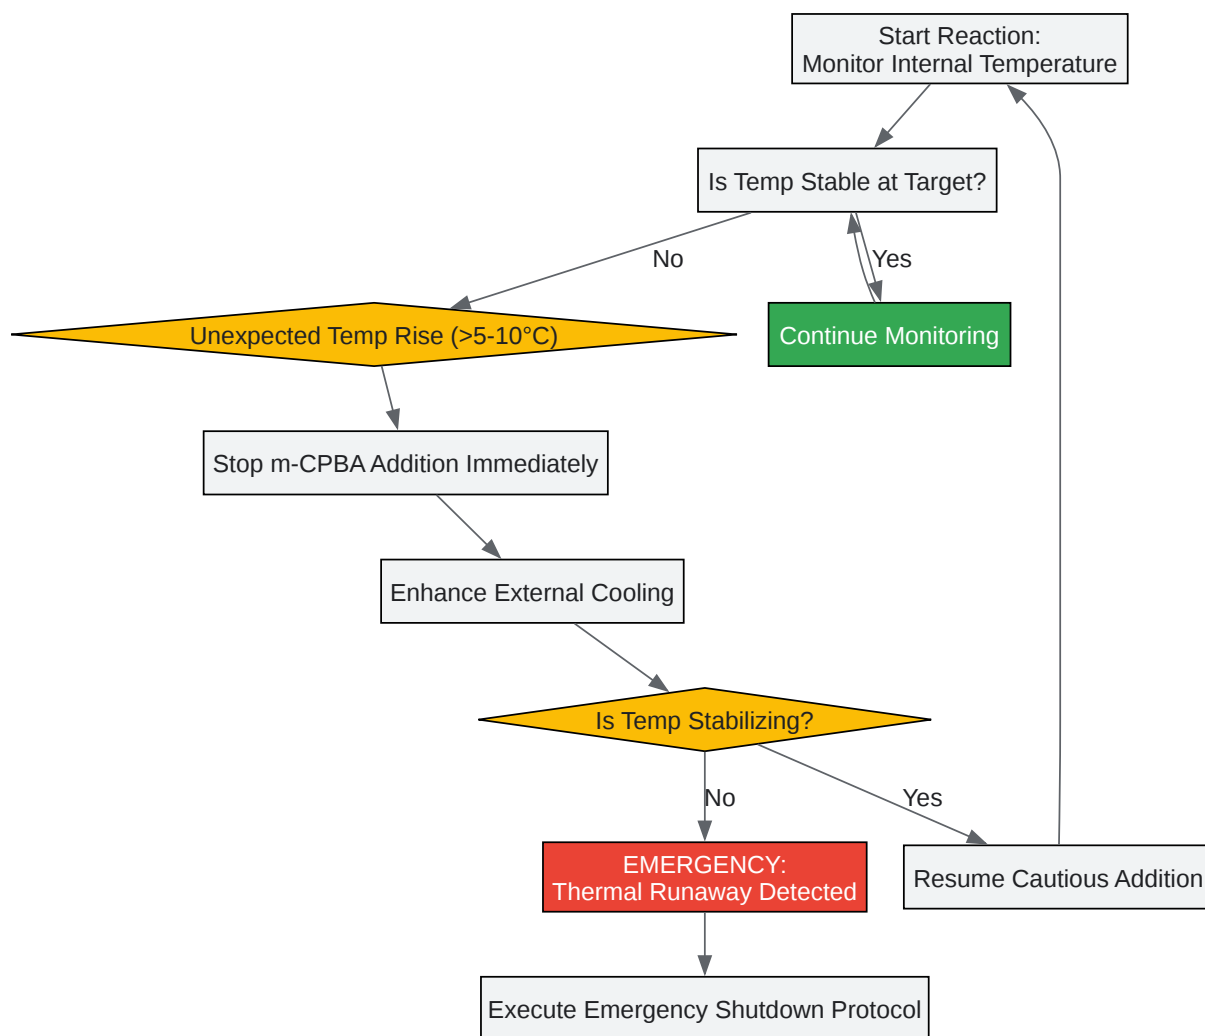 Start Reaction:
Monitor Internal Temperature
Is Temp Stable at Target?
No
Yes
Unexpected Temp Rise (>5-10°C)
Continue Monitoring
Stop m-CPBA Addition Immediately
Enhance External Cooling
Is Temp Stabilizing?
No
Yes
EMERGENCY:
Thermal Runaway Detected
Resume Cautious Addition
Execute Emergency Shutdown Protocol